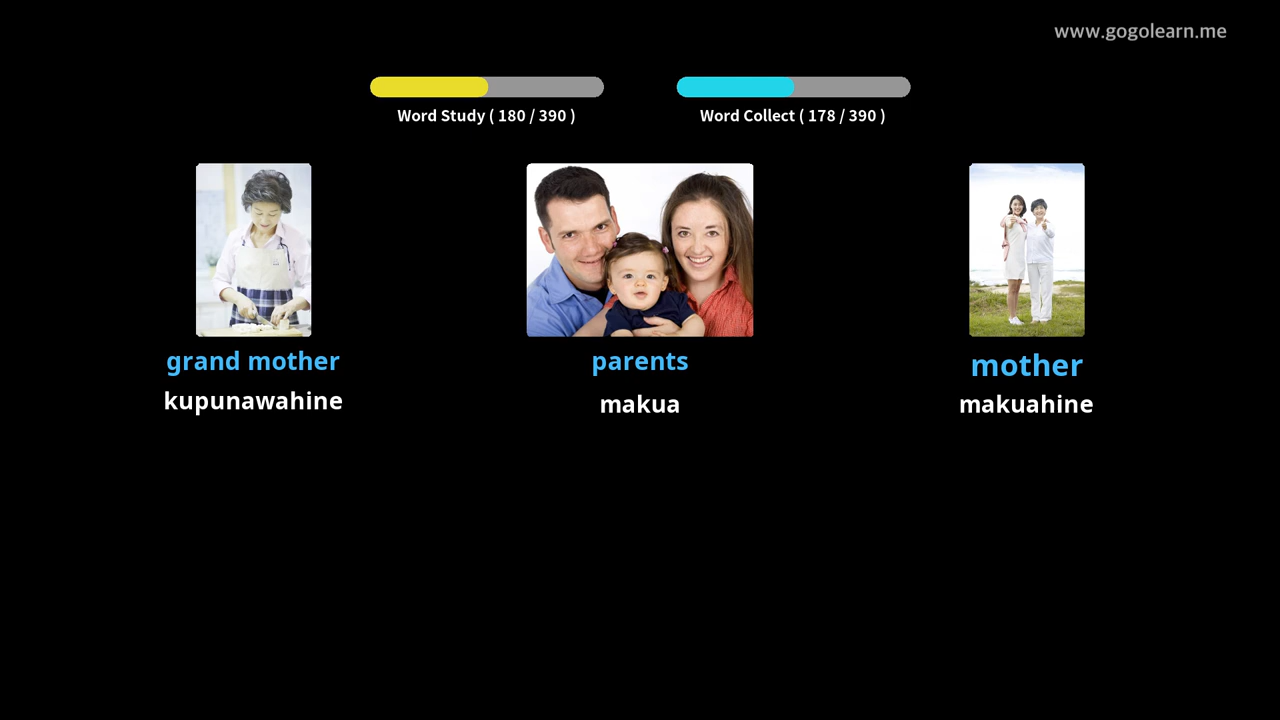 www.gogolearn.me
Word Study ( 180 / 390 )
Word Collect ( 178 / 390 )
grand mother
kupunawahine
parents
makua
mother
makuahine